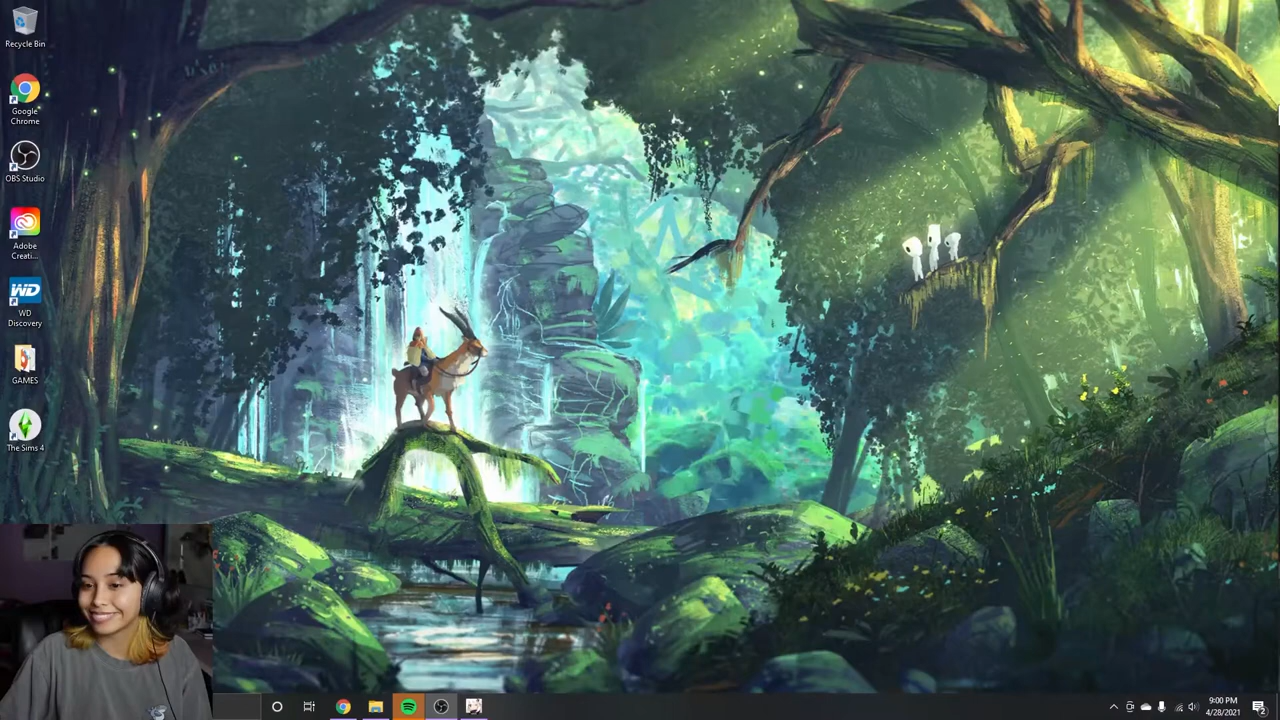 Recycle Bin
Google
Chrome
OBS Studio
Adobe
Creati...
WD
WD
Discovery
GAMES
The Sims 4
9:00 PM
4/28/2021
2